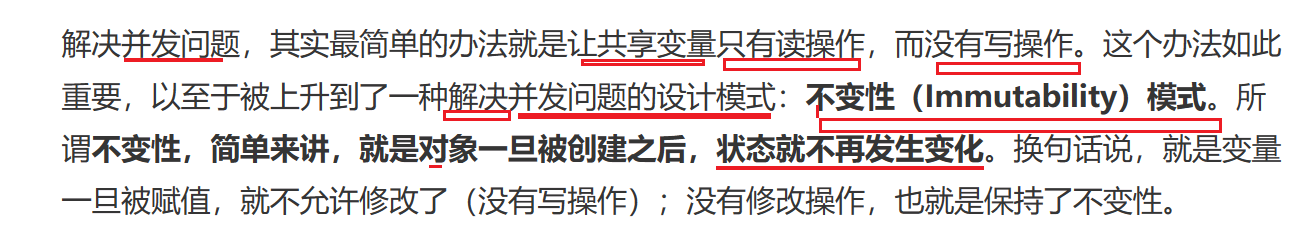 解决并发问题，其实最简单的办法就是让共享变量只有读操作，而没有写操作。这个办法如此
重要，以至于被上升到了一种解决并发问题的设计模式：不变性（Immutability）模式。所
谓不变性，简单来讲，就是对象一旦被创建之后，状态就不再发生变化。换句话说，就是变量
一旦被赋值，就不允许修改了（没有写操作）；没有修改操作，也就是保持了不变性。